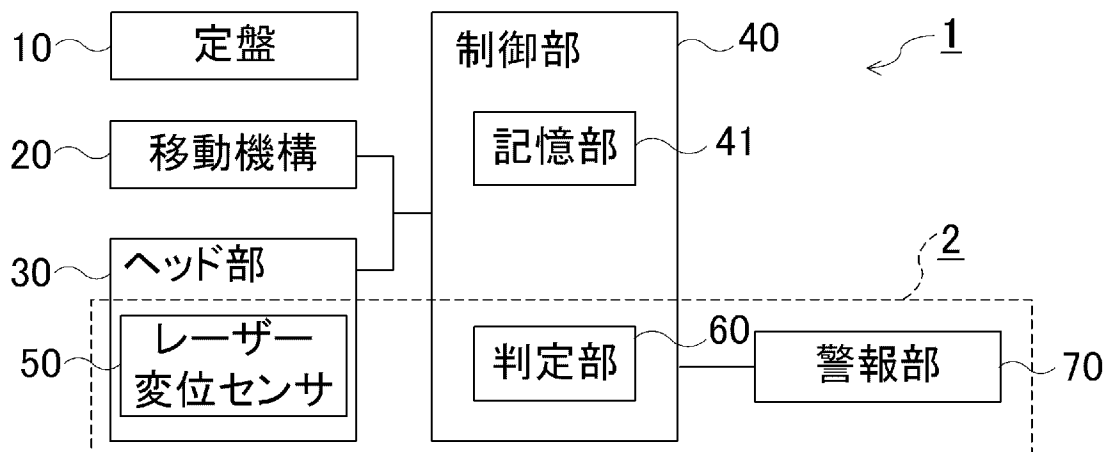 10 定盤
制御部 40
1
20 移動機構
記憶部 41
30 ヘッド部
2
50 レーザー
変位センサ
判定部 60
警報部 70